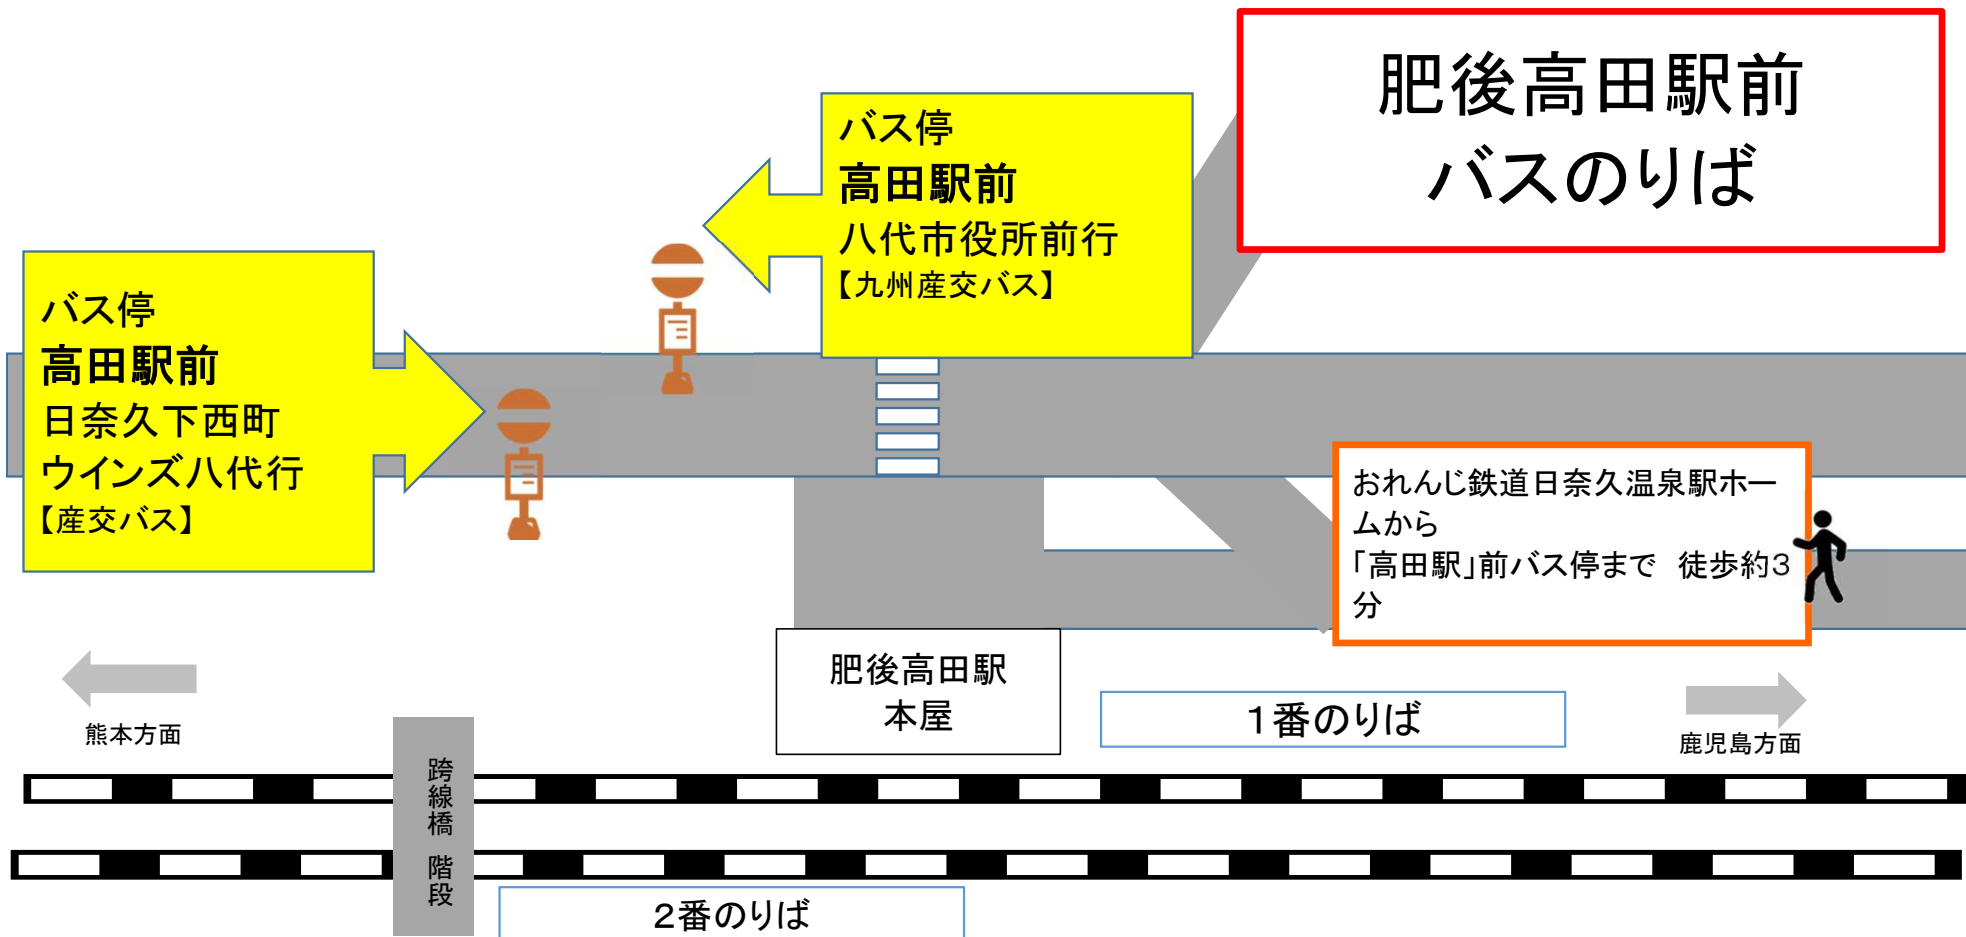 肥後高田駅前
バスのりば
バス停
高田駅前
八代市役所前行
【九州産交バス】
バス停
高田駅前
日奈久下西町
ウインズ八代行
【産交バス】
おれんじ鉄道日奈久温泉駅ホー
ムから
「高田駅」前バス停まで　徒歩約3
分
肥後高田駅
本屋
1番のりば
熊本方面
鹿児島方面
跨線橋　階段
2番のりば